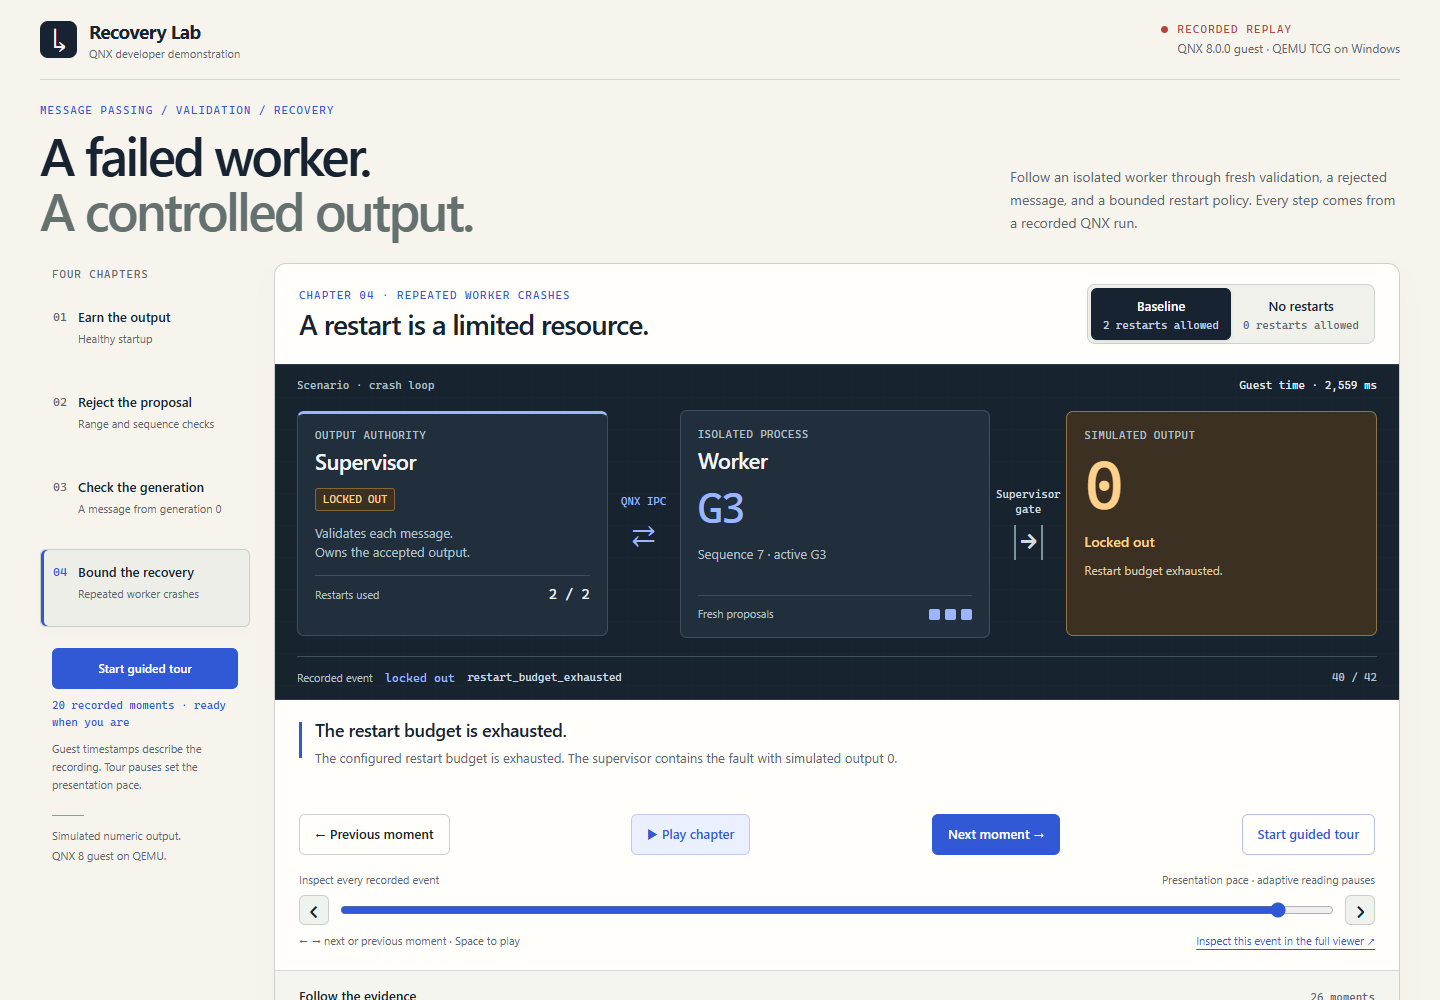 Recovery Lab
QNX developer demonstration
RECORDED REPLAY
QNX 8.0.0 guest · QEMU TCG on Windows
MESSAGE PASSING / VALIDATION / RECOVERY
A failed worker.
A controlled output.
Follow an isolated worker through fresh validation, a rejected
message, and a bounded restart policy. Every step comes from
a recorded QNX run.
FOUR CHAPTERS
01 Earn the output
Healthy startup
02 Reject the proposal
Range and sequence checks
03 Check the generation
A message from generation 0
04 Bound the recovery
Repeated worker crashes
Start guided tour
20 recorded moments · ready
when you are
Guest timestamps describe the
recording. Tour pauses set the
presentation pace.
Simulated numeric output.
QNX 8 guest on QEMU.
CHAPTER 04 · REPEATED WORKER CRASHES
A restart is a limited resource.
Baseline
2 restarts allowed
No restarts
0 restarts allowed
Scenario · crash loop
Guest time · 2,559 ms
OUTPUT AUTHORITY
Supervisor
LOCKED OUT
Validates each message.
Owns the accepted output.
Restarts used 2 / 2
QNX IPC
⇄
ISOLATED PROCESS
Worker
G3
Sequence 7 · active G3
Fresh proposals
Supervisor
gate
→
SIMULATED OUTPUT
0
Locked out
Restart budget exhausted.
Recorded event locked out restart_budget_exhausted 40 / 42
The restart budget is exhausted.
The configured restart budget is exhausted. The supervisor contains the fault with simulated output 0.
← Previous moment
▶ Play chapter
Next moment →
Start guided tour
Inspect every recorded event
Presentation pace · adaptive reading pauses
← → next or previous moment · Space to play
Inspect this event in the full viewer ↗
Follow the evidence
26 moments